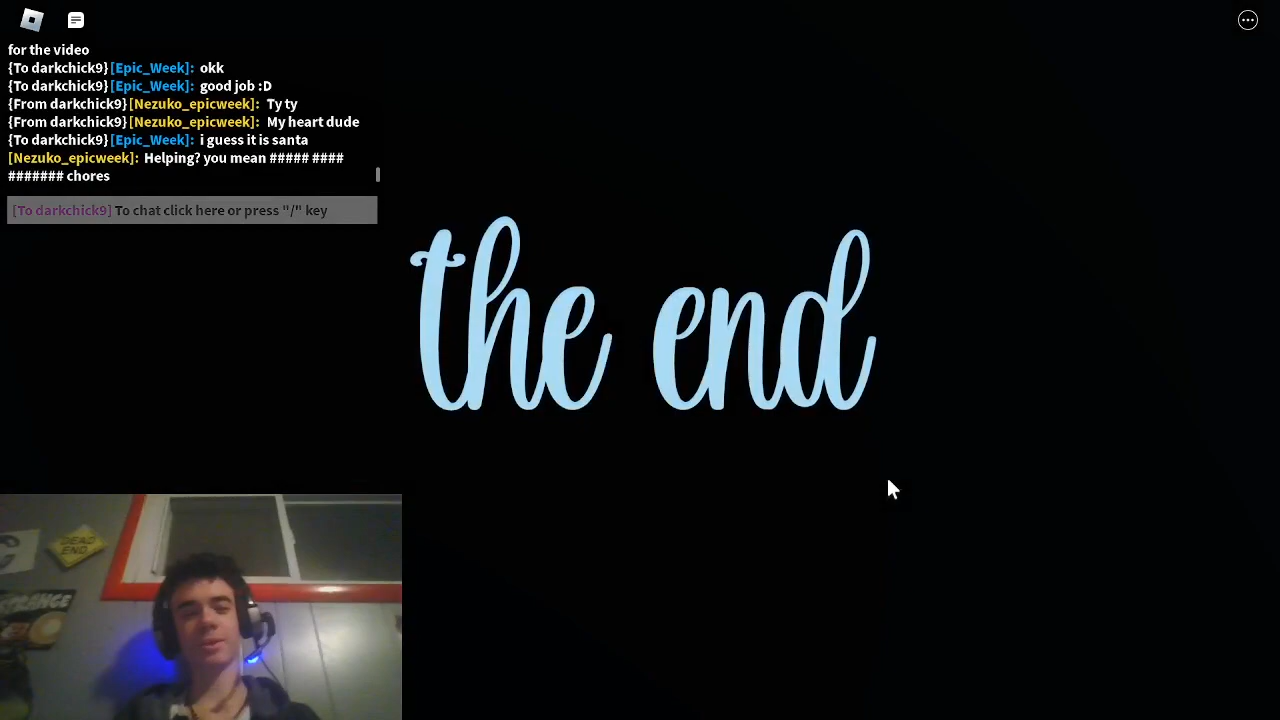 for the video
{To darkchick9}[Epic_Week]: okk
{To darkchick9}[Epic_Week]: good job :D
{From darkchick9}[Nezuko_epicweek]: Ty ty
{From darkchick9}[Nezuko_epicweek]: My heart dude
{To darkchick9}[Epic_Week]: i guess it is santa
[Nezuko_epicweek]: Helping? you mean ##### ####
####### chores
[To darkchick9] To chat click here or press "/" key
the end
DEAD
END